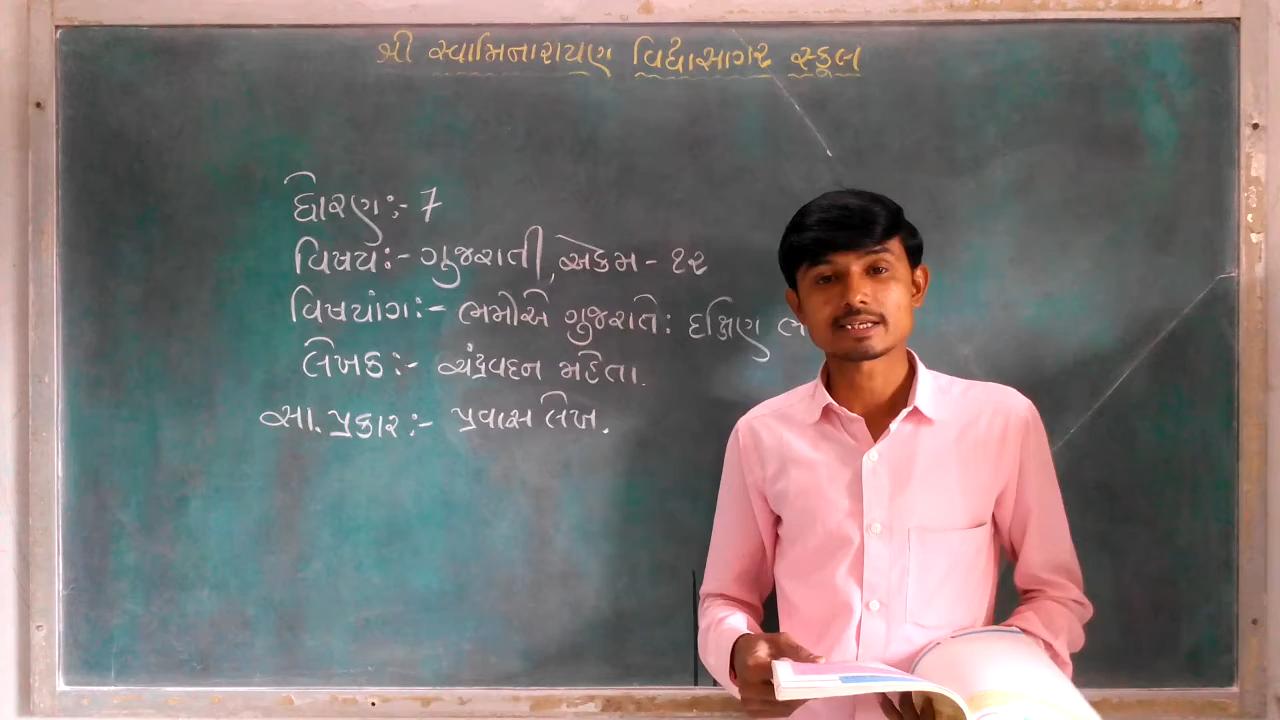 શ્રી સ્વામિનારાયણ વિદ્યાસાગર સ્કૂલ
ધોરણ:- 7
વિષય:- ગુજરાતી, એકમ - ૧૨
વિષયાંગ:- ભમોએ ગુજરાતે: દક્ષિણ
લેખક:- ચંદ્રવદન મહેતા.
સા. પ્રકાર:- પ્રવાસ લેખ.